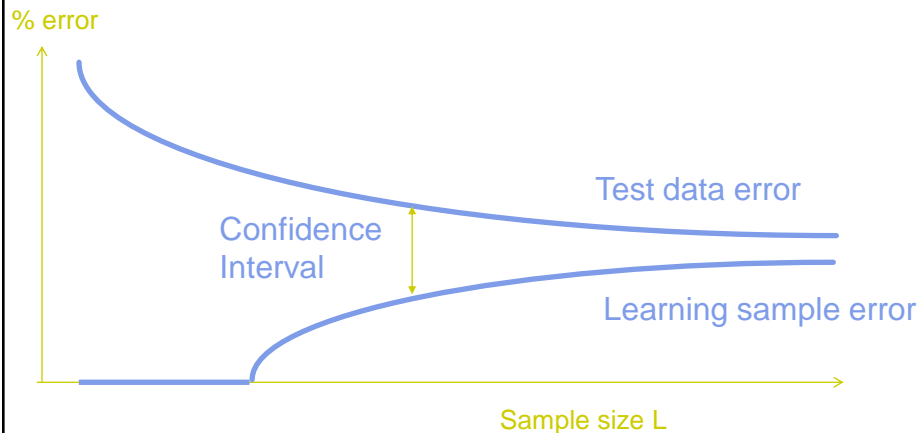 % error
Test data error
Confidence
Interval
Learning sample error
Sample size L